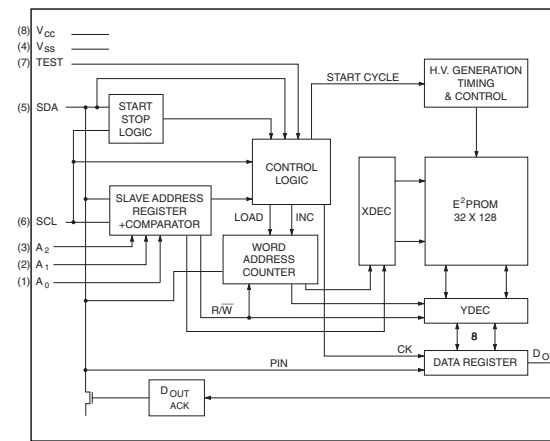 (8) VCC
(4) VSS
(7) TEST
(5) SDA
START
STOP
LOGIC
START CYCLE
H.V. GENERATION
TIMING
& CONTROL
CONTROL
LOGIC
SLAVE ADDRESS
REGISTER
+COMPARATOR
(6) SCL
(3) A2
(2) A1
(1) A0
LOAD
INC
WORD
ADDRESS
COUNTER
XDEC
E2PROM
32 X 128
R/W̅
YDEC
8
CK
PIN
DATA REGISTER
DOUT
ACK